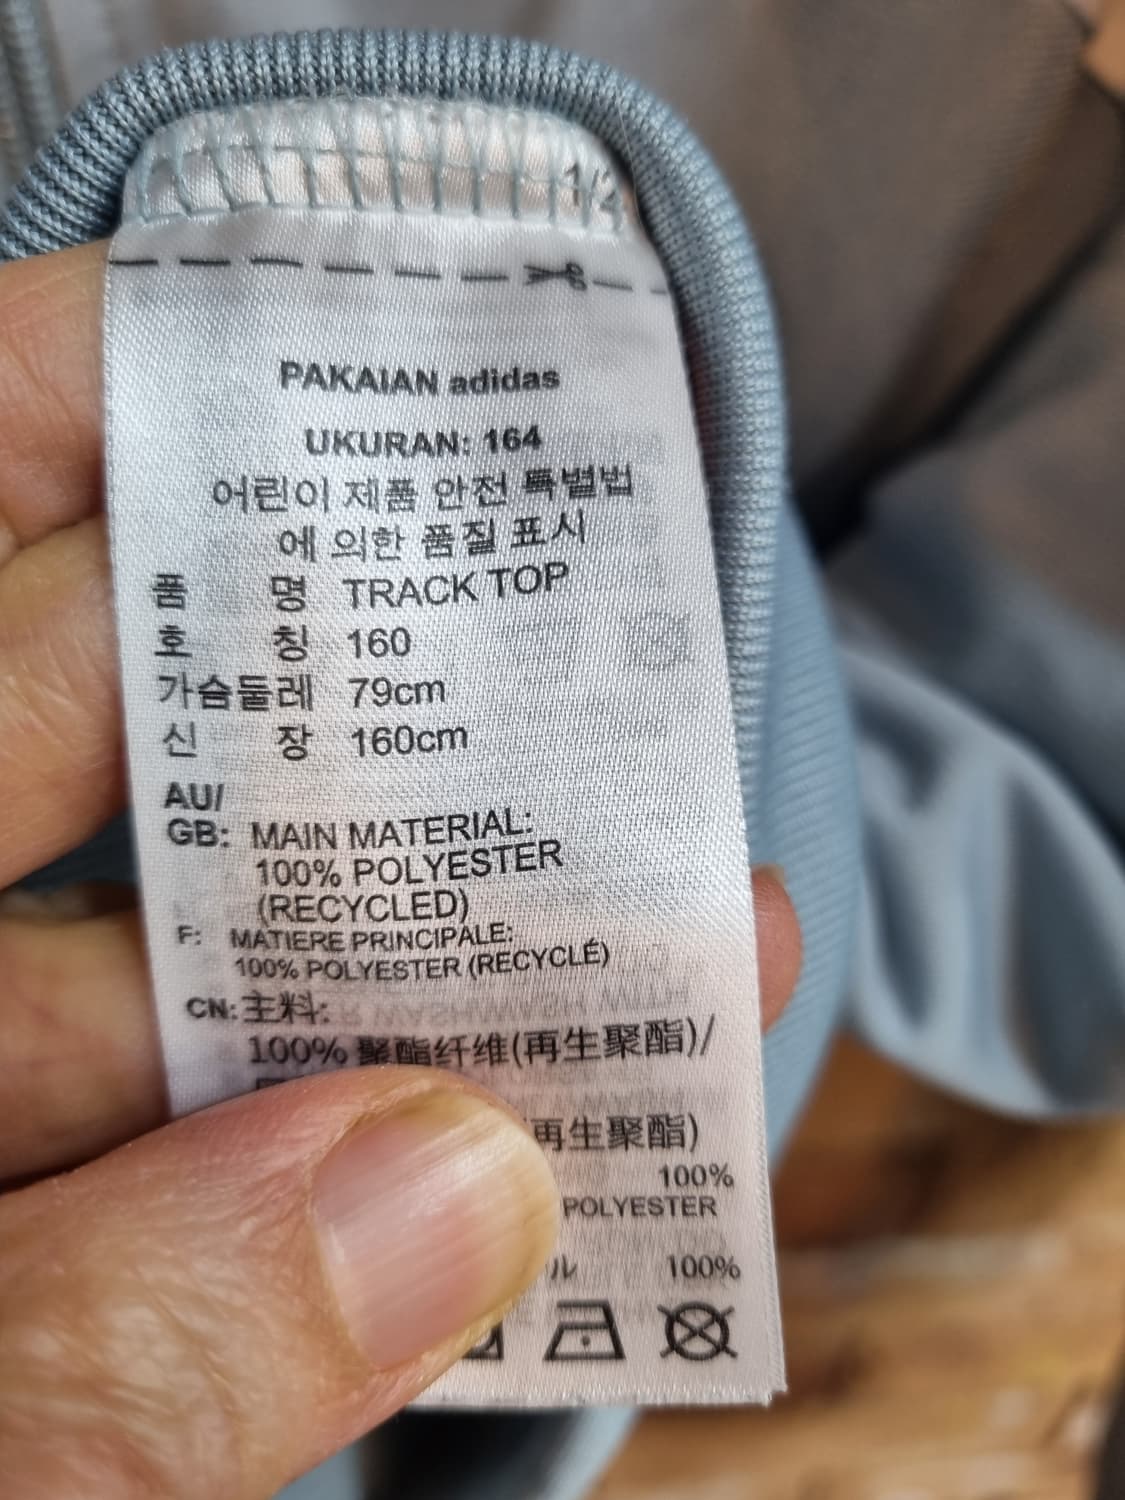 1/2
PAKAIAN adidas
UKURAN: 164
어린이 제품 안전 특별법
에 의한 품질 표시
품 명 TRACK TOP
호 칭 160
가슴둘레 79cm
신 장 160cm
AU/
GB: MAIN MATERIAL:
100% POLYESTER
(RECYCLED)
F: MATIERE PRINCIPALE:
100% POLYESTER (RECYCLÉ)
CN: 主料:
100% 聚酯纤维(再生聚酯)/
再生聚酯)
100%
POLYESTER
ル 100%